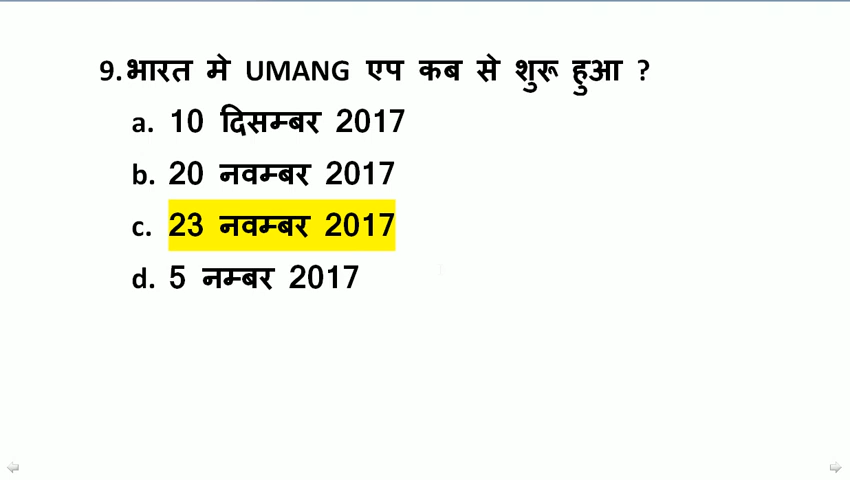 9.भारत मे UMANG एप कब से शुरू हुआ ?
a. 10 दिसम्बर 2017
b. 20 नवम्बर 2017
c. 23 नवम्बर 2017
d. 5 नम्बर 2017